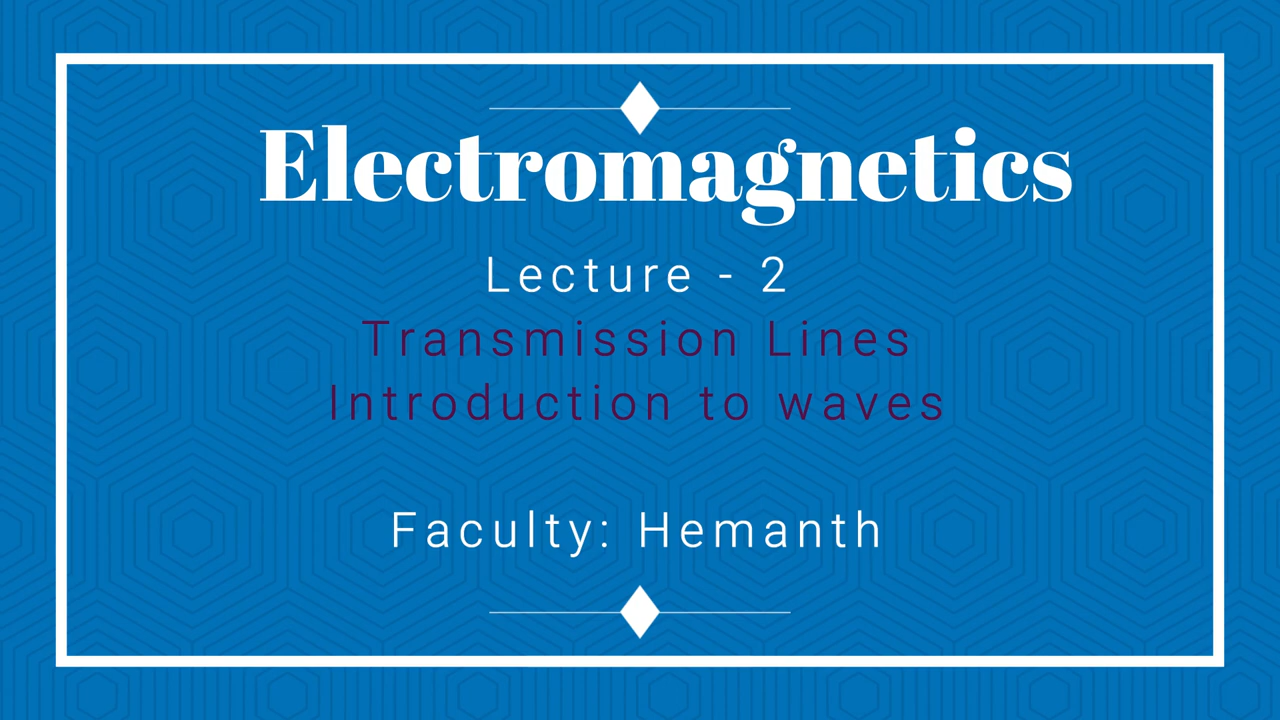 Electromagnetics
Lecture - 2
Transmission Lines
Introduction to waves
Faculty: Hemanth